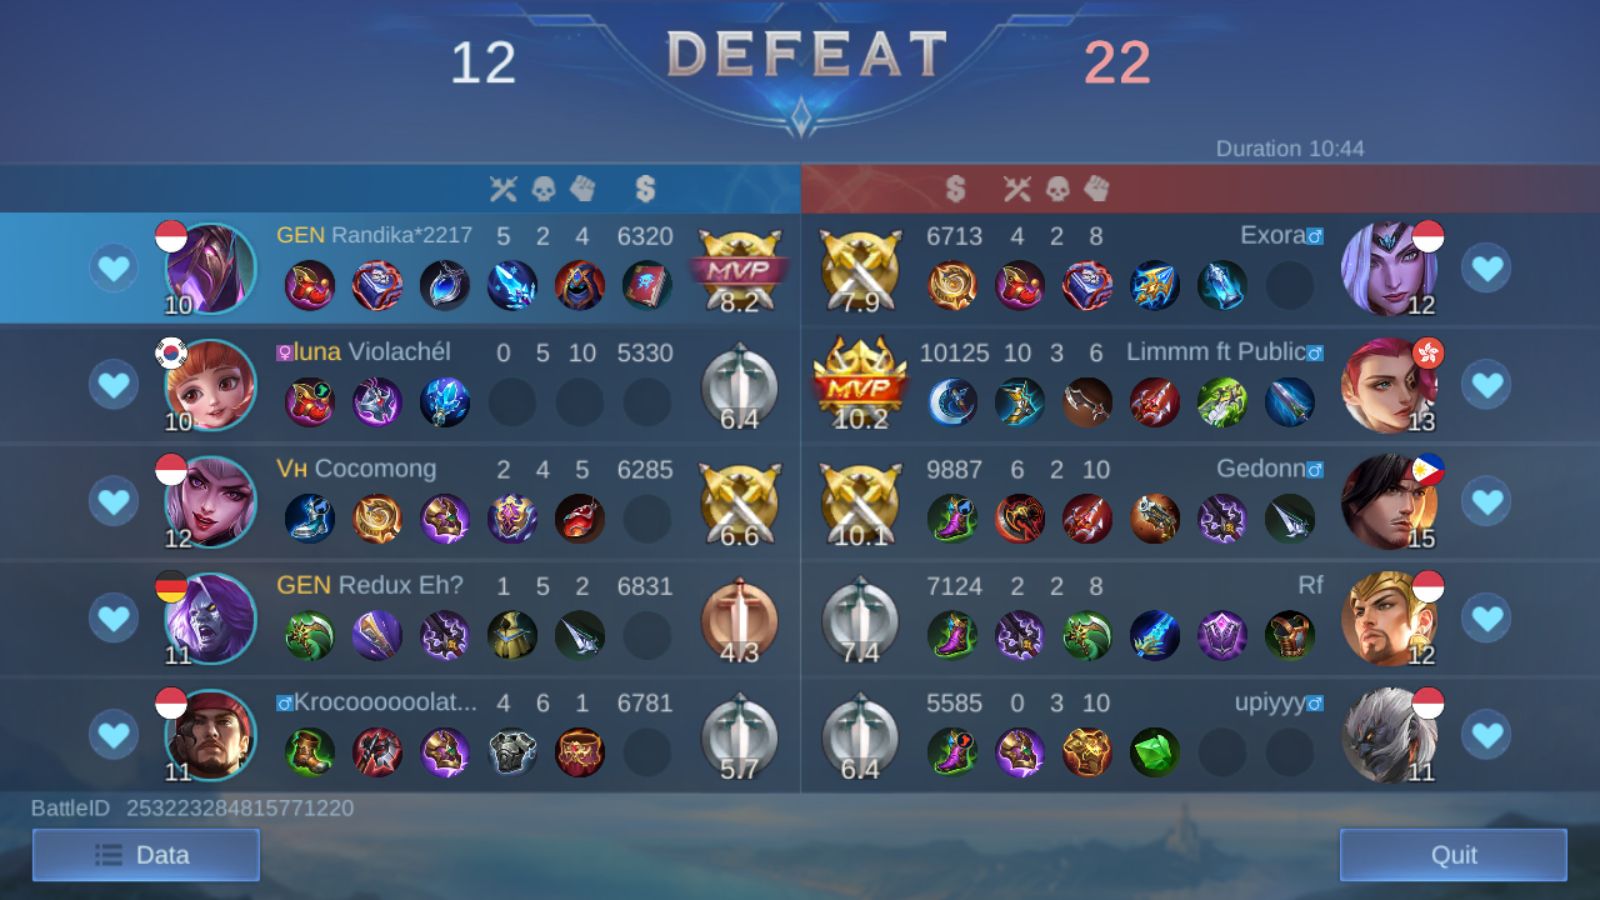 12 DEFEAT 22
Duration 10:44
GEN Randika*2217 5 2 4 6320 MVP 8.2
10
7.9 6713 4 2 8 Exora♂
12
♀luna Violachél 0 5 10 5330 6.4
10
MVP 10.2 10125 10 3 6 Limmm ft Public♂
13
VH Cocomong 2 4 5 6285 6.6
12
10.1 9887 6 2 10 Gedonn♂
15
GEN Redux Eh? 1 5 2 6831 4.3
11
7.4 7124 2 2 8 Rf
12
♂Krocoooooolat... 4 6 1 6781 5.7
11
6.4 5585 0 3 10 upiyyy♂
11
BattleID 253223284815771220
Data
Quit